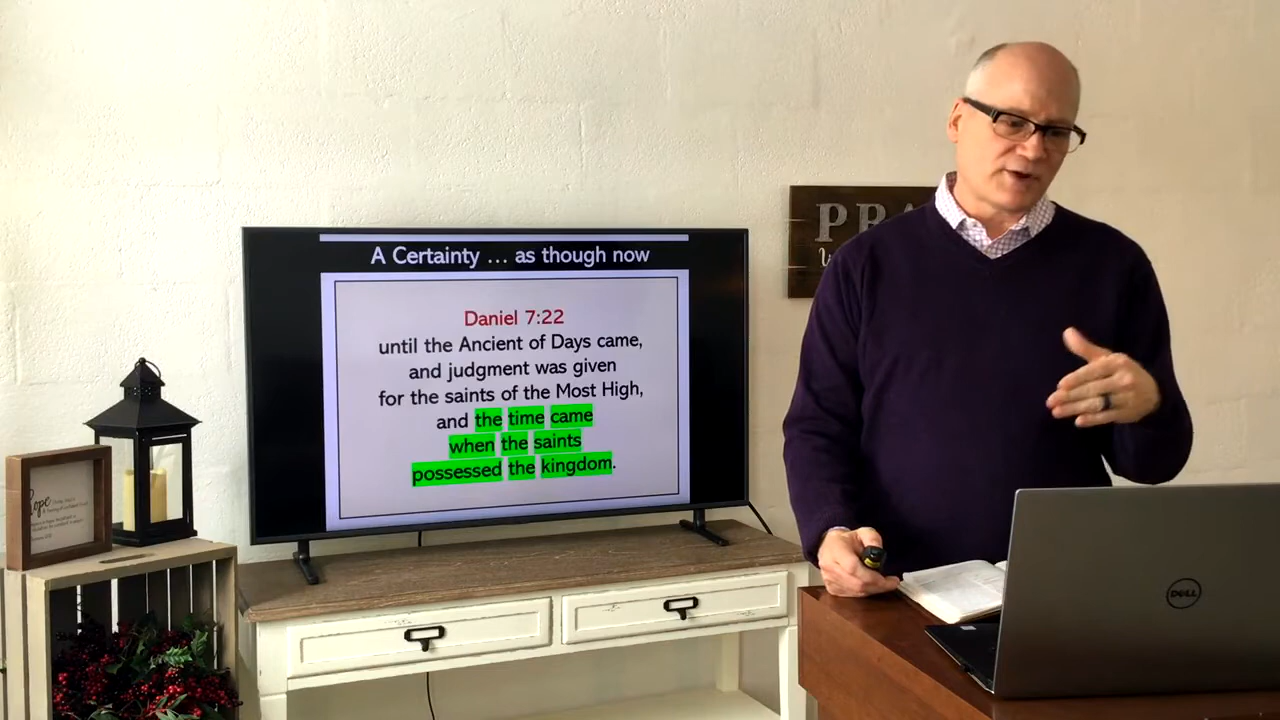 A Certainty ... as though now
Daniel 7:22
until the Ancient of Days came,
and judgment was given
for the saints of the Most High,
and the time came
when the saints
possessed the kingdom.
PRA
DELL